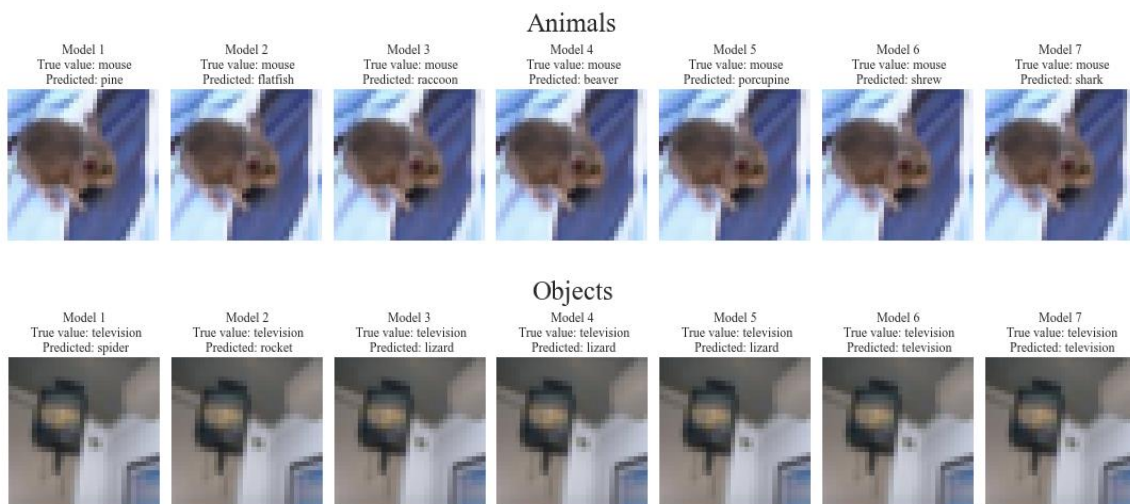 Animals
Model 1
True value: mouse
Predicted: pine
Model 2
True value: mouse
Predicted: flatfish
Model 3
True value: mouse
Predicted: raccoon
Model 4
True value: mouse
Predicted: beaver
Model 5
True value: mouse
Predicted: porcupine
Model 6
True value: mouse
Predicted: shrew
Model 7
True value: mouse
Predicted: shark
Objects
Model 1
True value: television
Predicted: spider
Model 2
True value: television
Predicted: rocket
Model 3
True value: television
Predicted: lizard
Model 4
True value: television
Predicted: lizard
Model 5
True value: television
Predicted: lizard
Model 6
True value: television
Predicted: television
Model 7
True value: television
Predicted: television